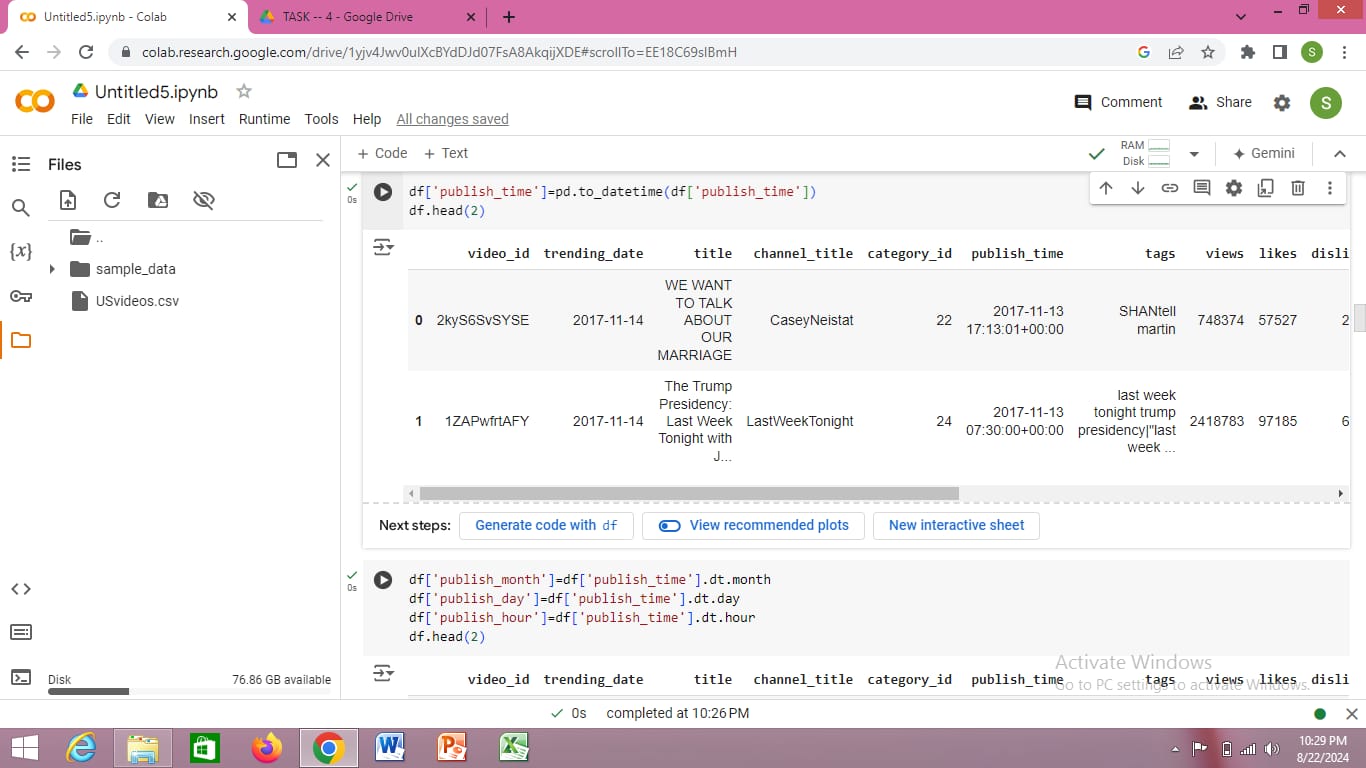 Untitled5.ipynb - Colab
TASK -- 4 - Google Drive
colab.research.google.com/drive/
S
Untitled5.ipynb
File Edit View Insert Runtime Tools Help All changes saved
Comment Share S
Files
+ Code + Text
RAM
Disk
Gemini
..
sample_data
USvideos.csv
{x}
0s
df['publish_time']=pd.to_datetime(df['publish_time'])
df.head(2)
video_id trending_date title channel_title category_id publish_time tags views likes disli
WE WANT
TO TALK
ABOUT
OUR
MARRIAGE
0 2kyS6SvSYSE 2017-11-14 CaseyNeistat 22 2017-11-13
17:13:01+00:00
SHANtell
martin
748374 57527 2
The Trump
Presidency:
Last Week
Tonight with
J...
1 1ZAPwfrtAFY 2017-11-14 LastWeekTonight 24 2017-11-13
07:30:00+00:00
last week
tonight trump
presidency|"last
week ...
2418783 97185 6
Next steps: Generate code with df View recommended plots New interactive sheet
0s
df['publish_month']=df['publish_time'].dt.month
df['publish_day']=df['publish_time'].dt.day
df['publish_hour']=df['publish_time'].dt.hour
df.head(2)
Activate Windows
Go to PC settings to activate Windows.
video_id trending_date title channel_title category_id publish_time tags views likes disli
Disk 76.86 GB available
0s completed at 10:26 PM
10:29 PM
8/22/2024